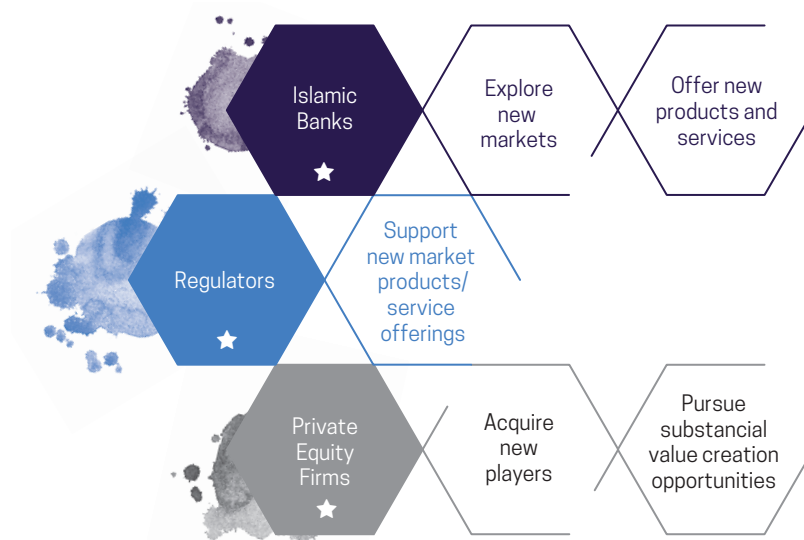 Islamic
Banks
Explore
new
markets
Offer new
products and
services
Regulators
Support
new market
products/
service
offerings
Private
Equity
Firms
Acquire
new
players
Pursue
substancial
value creation
opportunities